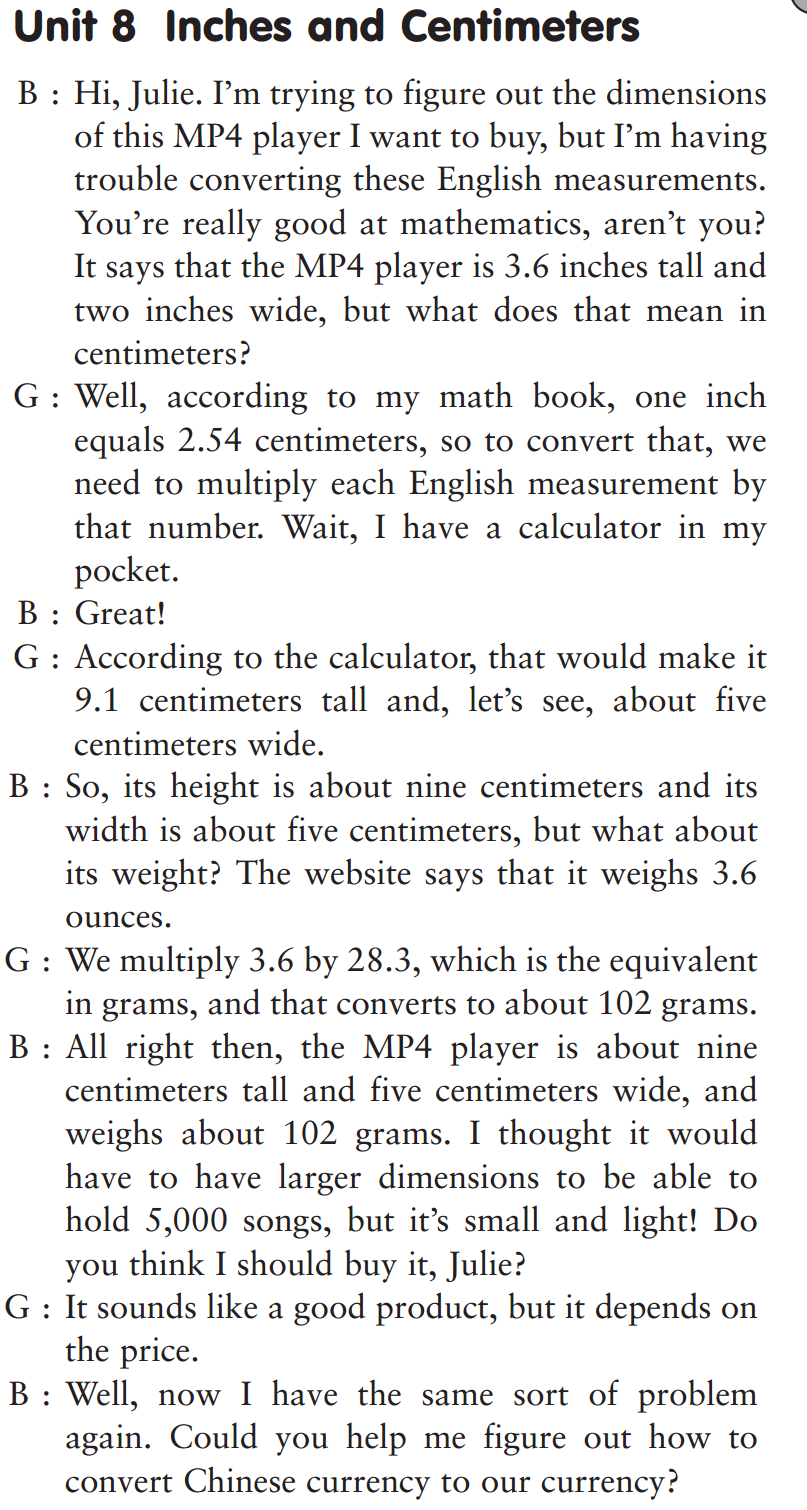 Unit 8 Inches and Centimeters
B : Hi, Julie. I'm trying to figure out the dimensions
of this MP4 player I want to buy, but I'm having
trouble converting these English measurements.
You're really good at mathematics, aren't you?
It says that the MP4 player is 3.6 inches tall and
two inches wide, but what does that mean in
centimeters?
G : Well, according to my math book, one inch
equals 2.54 centimeters, so to convert that, we
need to multiply each English measurement by
that number. Wait, I have a calculator in my
pocket.
B : Great!
G : According to the calculator, that would make it
9.1 centimeters tall and, let's see, about five
centimeters wide.
B : So, its height is about nine centimeters and its
width is about five centimeters, but what about
its weight? The website says that it weighs 3.6
ounces.
G : We multiply 3.6 by 28.3, which is the equivalent
in grams, and that converts to about 102 grams.
B : All right then, the MP4 player is about nine
centimeters tall and five centimeters wide, and
weighs about 102 grams. I thought it would
have to have larger dimensions to be able to
hold 5,000 songs, but it's small and light! Do
you think I should buy it, Julie?
G : It sounds like a good product, but it depends on
the price.
B : Well, now I have the same sort of problem
again. Could you help me figure out how to
convert Chinese currency to our currency?